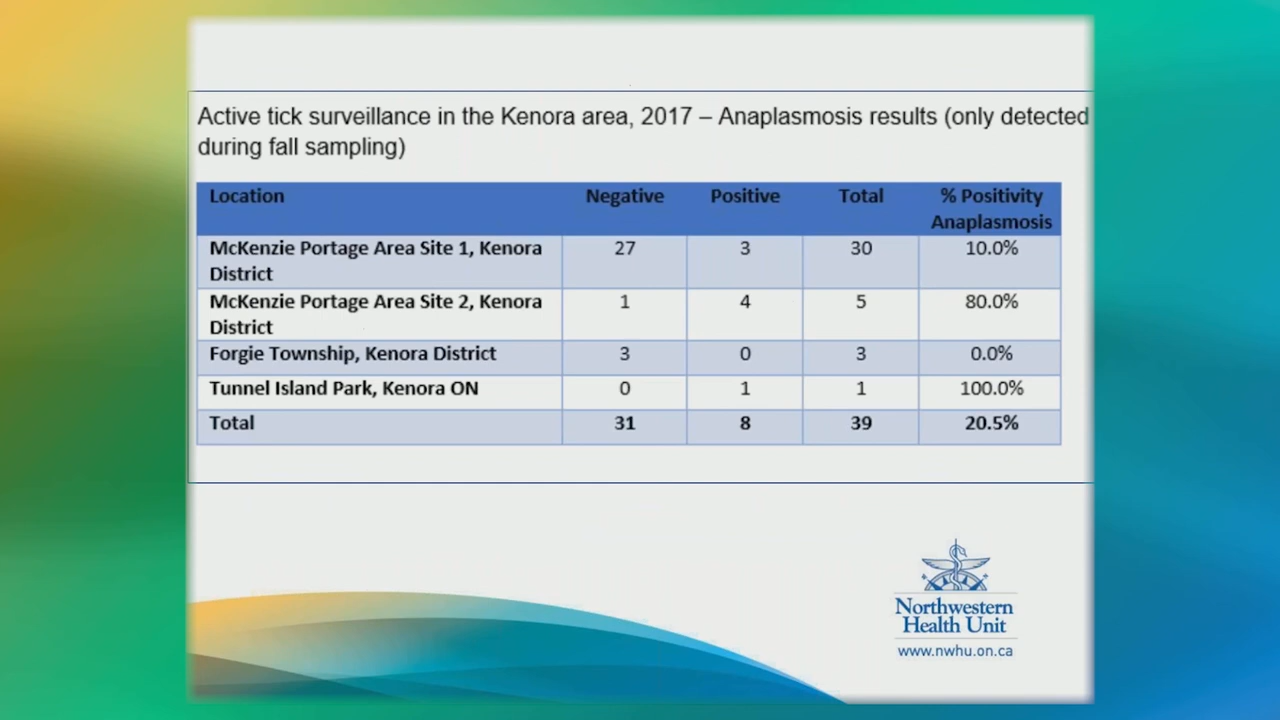 Active tick surveillance in the Kenora area, 2017 – Anaplasmosis results (only detected
during fall sampling)
Location Negative Positive Total % Positivity
Anaplasmosis
McKenzie Portage Area Site 1, Kenora 27 3 30 10.0%
District
McKenzie Portage Area Site 2, Kenora 1 4 5 80.0%
District
Forgie Township, Kenora District 3 0 3 0.0%
Tunnel Island Park, Kenora ON 0 1 1 100.0%
Total 31 8 39 20.5%
Northwestern
Health Unit
www.nwhu.on.ca